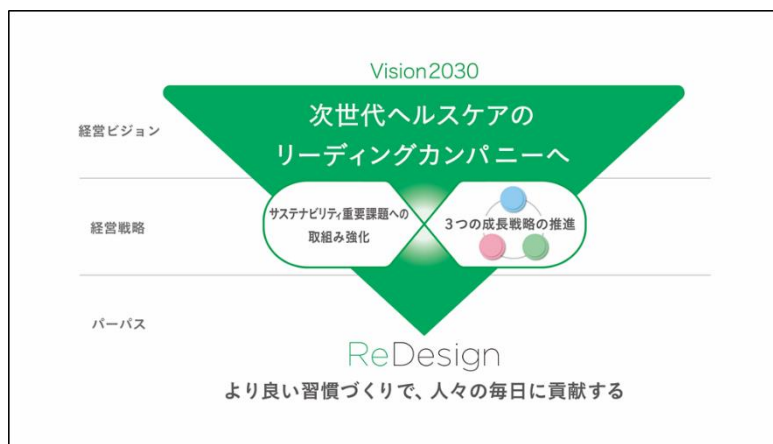 Vision2030
経営ビジョン
次世代ヘルスケアの
リーディングカンパニーへ
経営戦略
サステナビリティ重要課題への
取組み強化
3つの成長戦略の推進
パーパス
ReDesign
より良い習慣づくりで、人々の毎日に貢献する